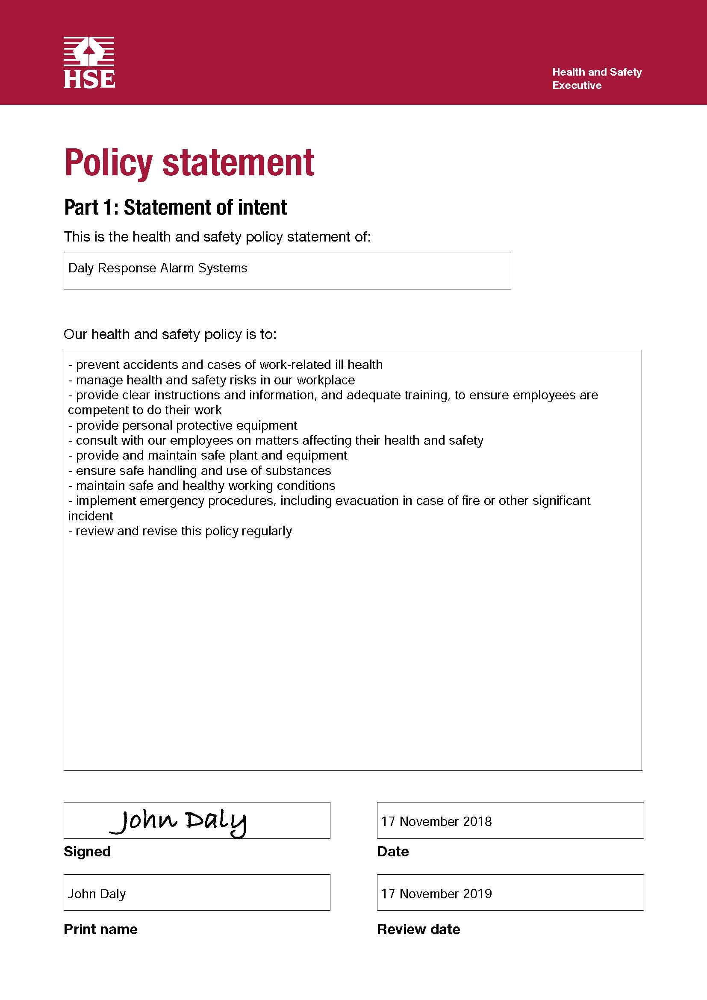 HSE
Health and Safety
Executive
Policy statement
Part 1: Statement of intent
This is the health and safety policy statement of:
Daly Response Alarm Systems
Our health and safety policy is to:
- prevent accidents and cases of work-related ill health
- manage health and safety risks in our workplace
- provide clear instructions and information, and adequate training, to ensure employees are
competent to do their work
- provide personal protective equipment
- consult with our employees on matters affecting their health and safety
- provide and maintain safe plant and equipment
- ensure safe handling and use of substances
- maintain safe and healthy working conditions
- implement emergency procedures, including evacuation in case of fire or other significant
incident
- review and revise this policy regularly
John Daly
17 November 2018
Signed
Date
John Daly
17 November 2019
Print name
Review date